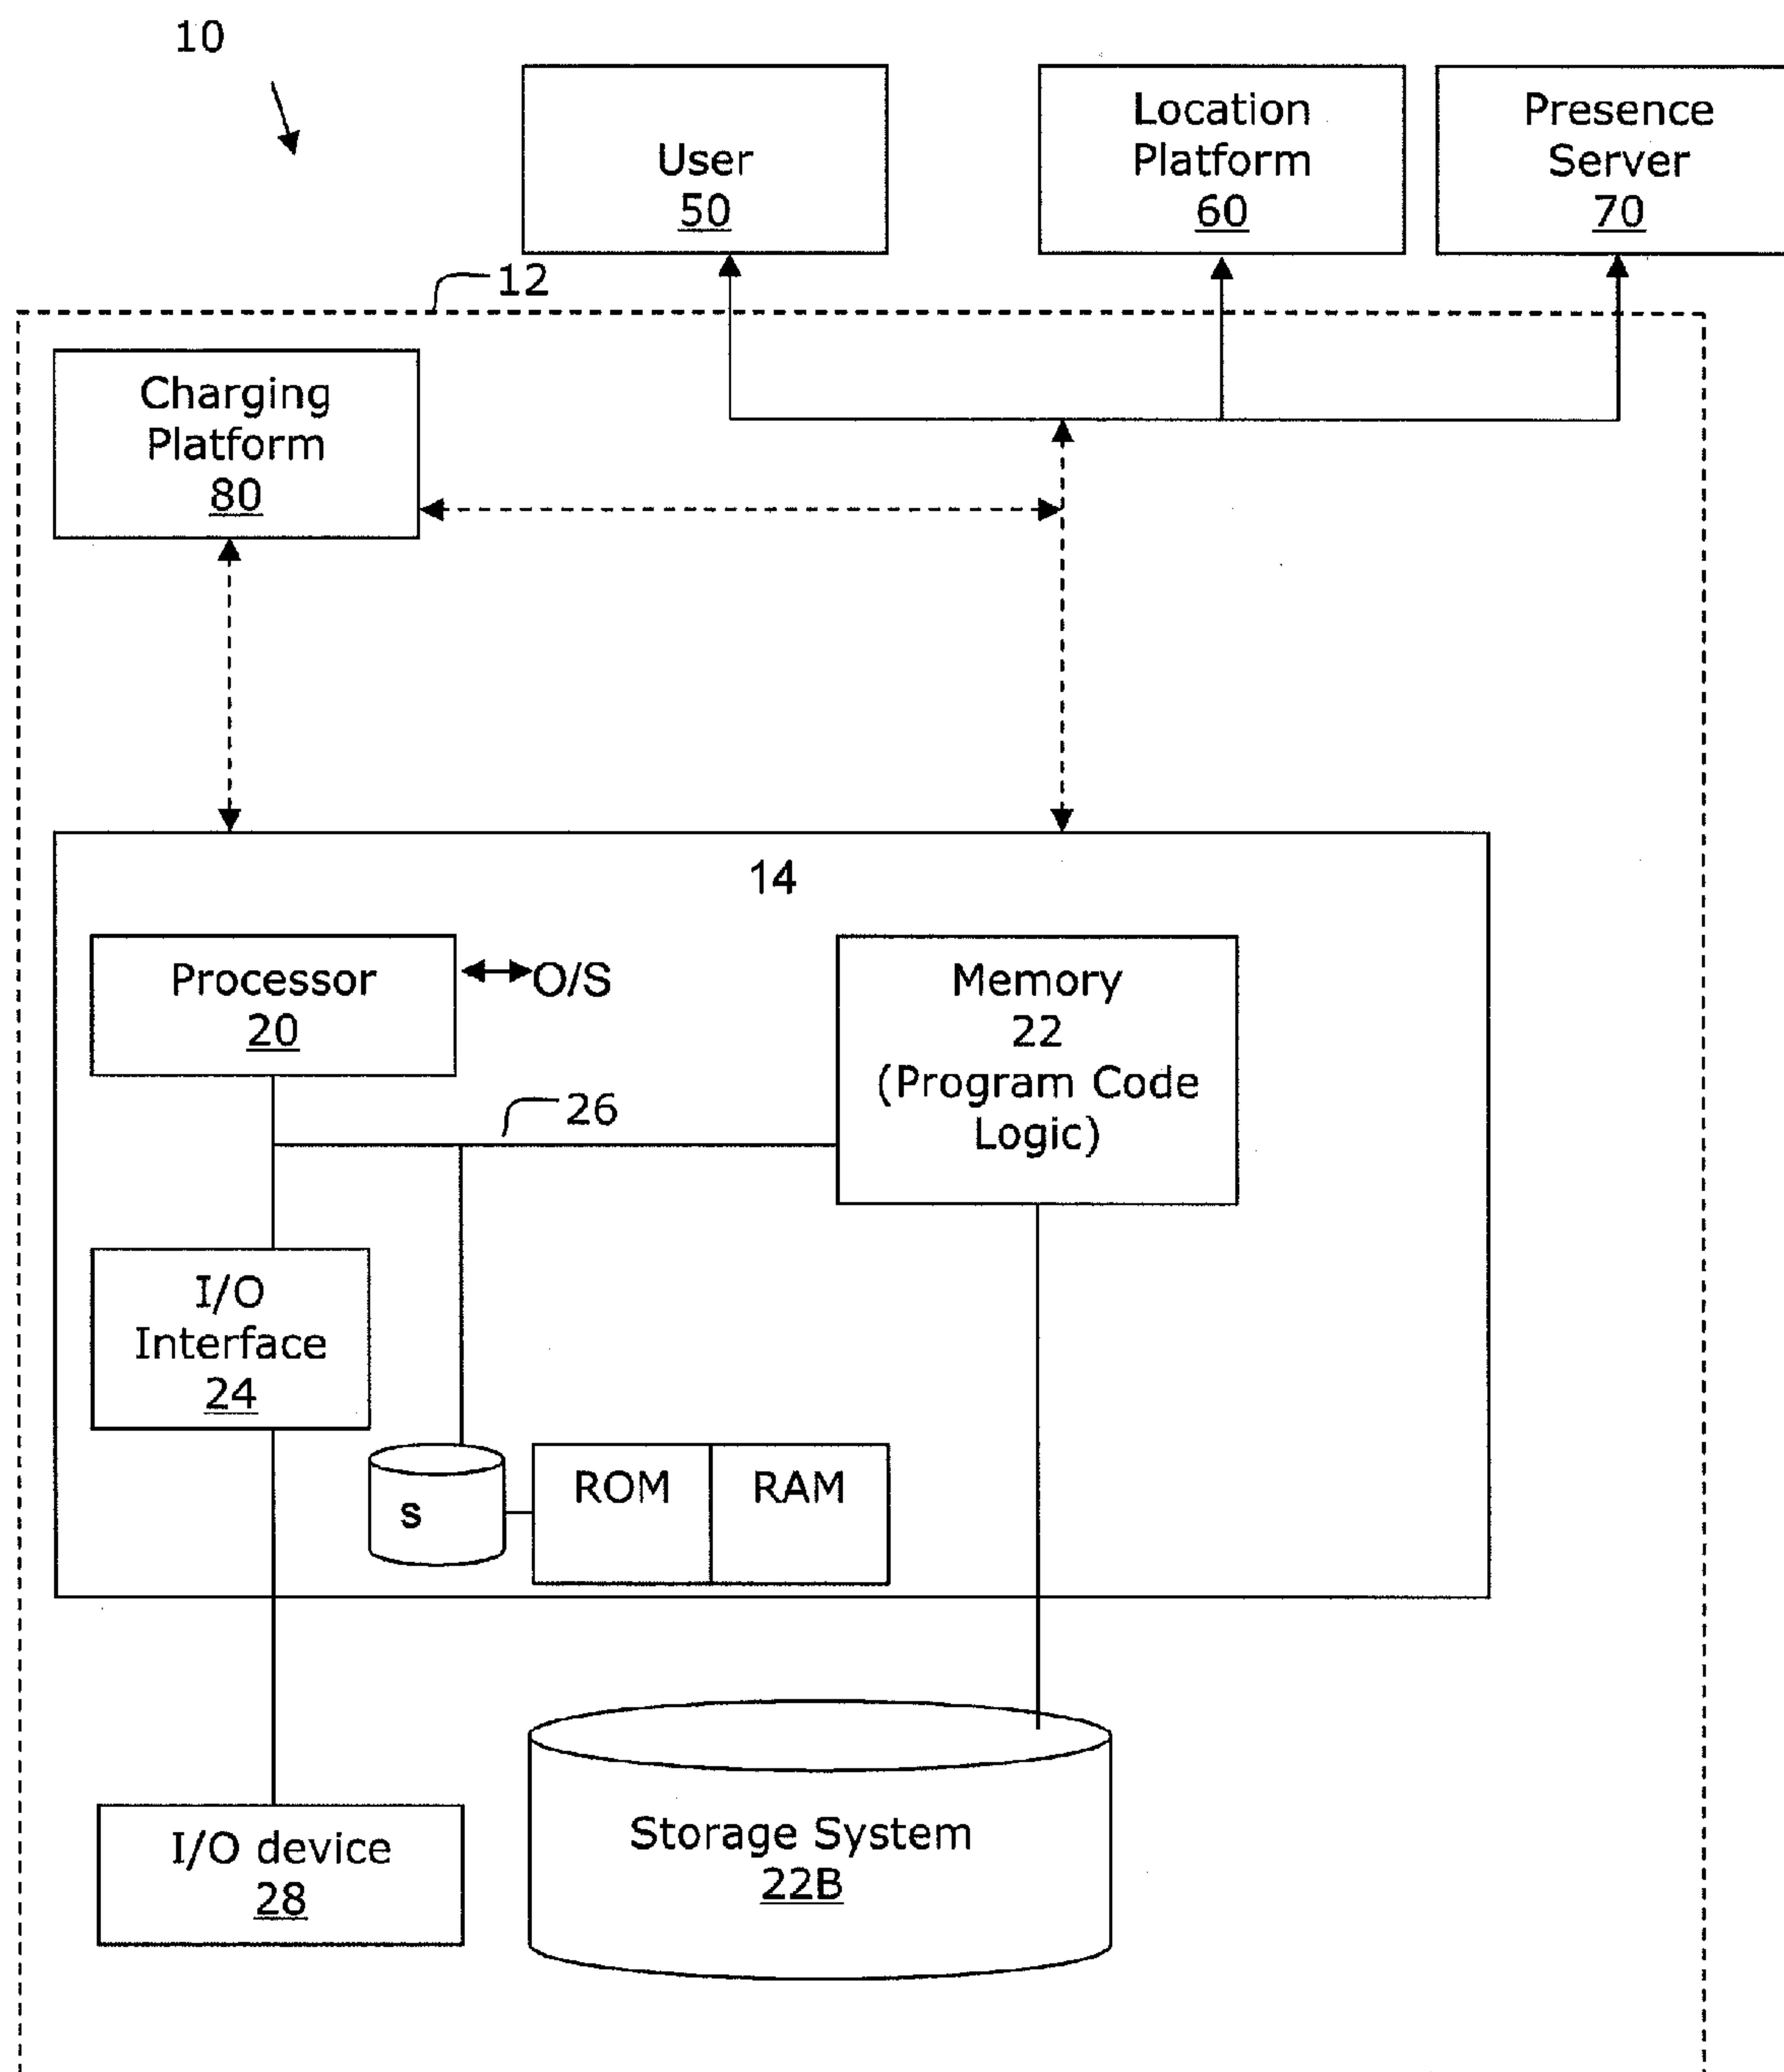 10
User
50
Location
Platform
60
Presence
Server
70
12
Charging
Platform
80
14
Processor
20
O/S
Memory
22
(Program Code
Logic)
26
I/O
Interface
24
S
ROM
RAM
I/O device
28
Storage System
22B